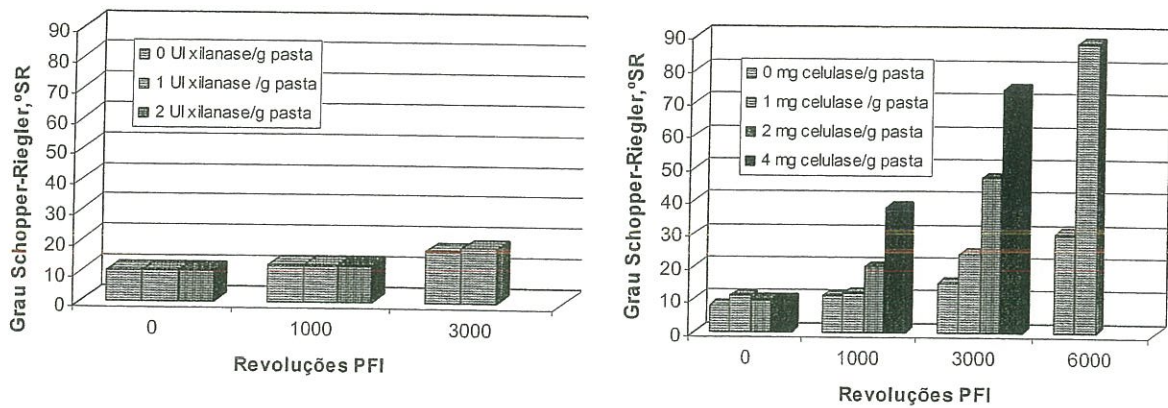 Grau Schopper-Riegler,ºSR
90
80
70
60
50
40
30
20
10
0
0 UI xilanase/g pasta
1 UI xilanase /g pasta
2 UI xilanase/g pasta
0
1000
3000
Revoluções PFI
Grau Schopper-Riegler,ºSR
90
80
70
60
50
40
30
20
10
0
0 mg celulase/g pasta
1 mg celulase /g pasta
2 mg celulase/g pasta
4 mg celulase/g pasta
0
1000
3000
6000
Revoluções PFI